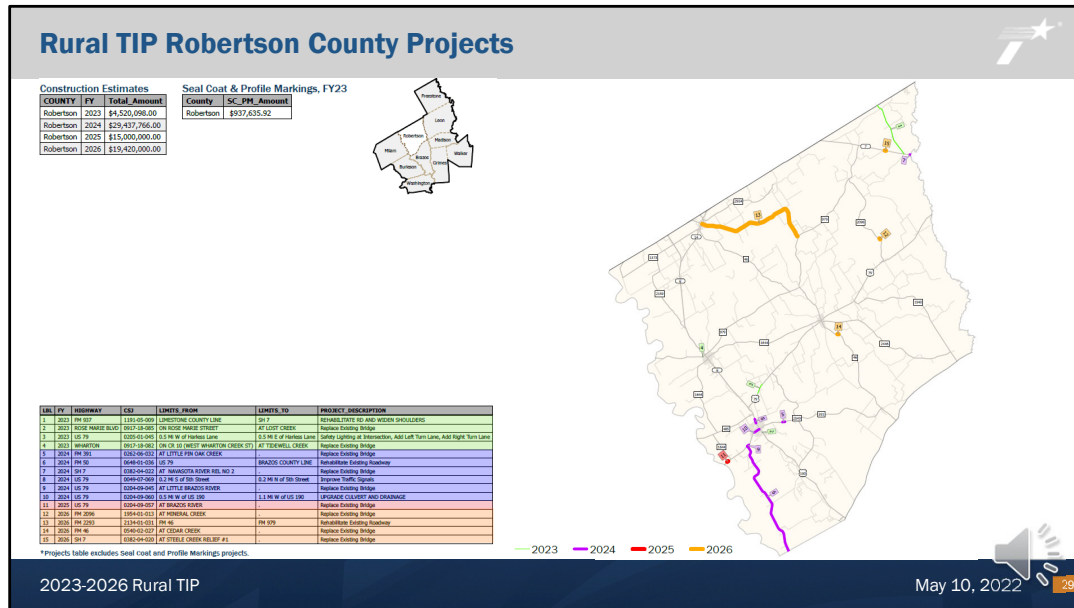 Rural TIP Robertson County Projects
Construction Estimates
COUNTY FY Total_Amount
Robertson 2023 $4,520,098.00
Robertson 2024 $29,437,766.00
Robertson 2025 $15,000,000.00
Robertson 2026 $19,420,000.00
Seal Coat & Profile Markings, FY23
County SC_PM_Amount
Robertson $937,635.92
Freestone
Leon
Robertson
Madison
Milam
Brazos
Walker
Burleson
Grimes
Washington
LBL FY HIGHWAY CSJ LIMITS_FROM LIMITS_TO PROJECT_DESCRIPTION
1 2023 FM 937 1191-05-009 LIMESTONE COUNTY LINE SH 7 REHABILITATE RD AND WIDEN SHOULDERS
2 2023 ROSE MARIE BLVD 0917-18-085 ON ROSE MARIE STREET AT LOST CREEK Replace Existing Bridge
3 2023 US 79 0205-01-045 0.5 Mi W of Harless Lane 0.5 Mi E of Harless Lane Safety Lighting at Intersection, Add Left Turn Lane, Add Right Turn Lane
4 2023 WHARTON 0917-18-082 ON CR 10 (WEST WHARTON CREEK ST) AT TIDEWELL CREEK Replace Existing Bridge
5 2024 FM 391 0262-06-032 AT LITTLE PIN OAK CREEK . Replace Existing Bridge
6 2024 FM 50 0648-01-036 US 79 BRAZOS COUNTY LINE Rehabilitate Existing Roadway
7 2024 SH 7 0382-04-022 AT NAVASOTA RIVER REL NO 2 . Replace Existing Bridge
8 2024 US 79 0049-07-069 0.2 Mi S of 5th Street 0.2 Mi N of 5th Street Improve Traffic Signals
9 2024 US 79 0204-09-045 AT LITTLE BRAZOS RIVER . Replace Existing Bridge
10 2024 US 79 0204-09-060 0.5 Mi W of US 190 1.1 Mi W of US 190 UPGRADE CULVERT AND DRAINAGE
11 2025 US 79 0204-09-057 AT BRAZOS RIVER . Replace Existing Bridge
12 2026 FM 2096 1954-01-013 AT MINERAL CREEK . Replace Existing Bridge
13 2026 FM 2293 2134-01-031 FM 46 FM 979 Rehabilitate Existing Roadway
14 2026 FM 46 0540-02-027 AT CEDAR CREEK . Replace Existing Bridge
15 2026 SH 7 0382-04-020 AT STEELE CREEK RELIEF #1 . Replace Existing Bridge
*Projects table excludes Seal Coat and Profile Markings projects.
2023 2024 2025 2026
2023-2026 Rural TIP
May 10, 2022
29